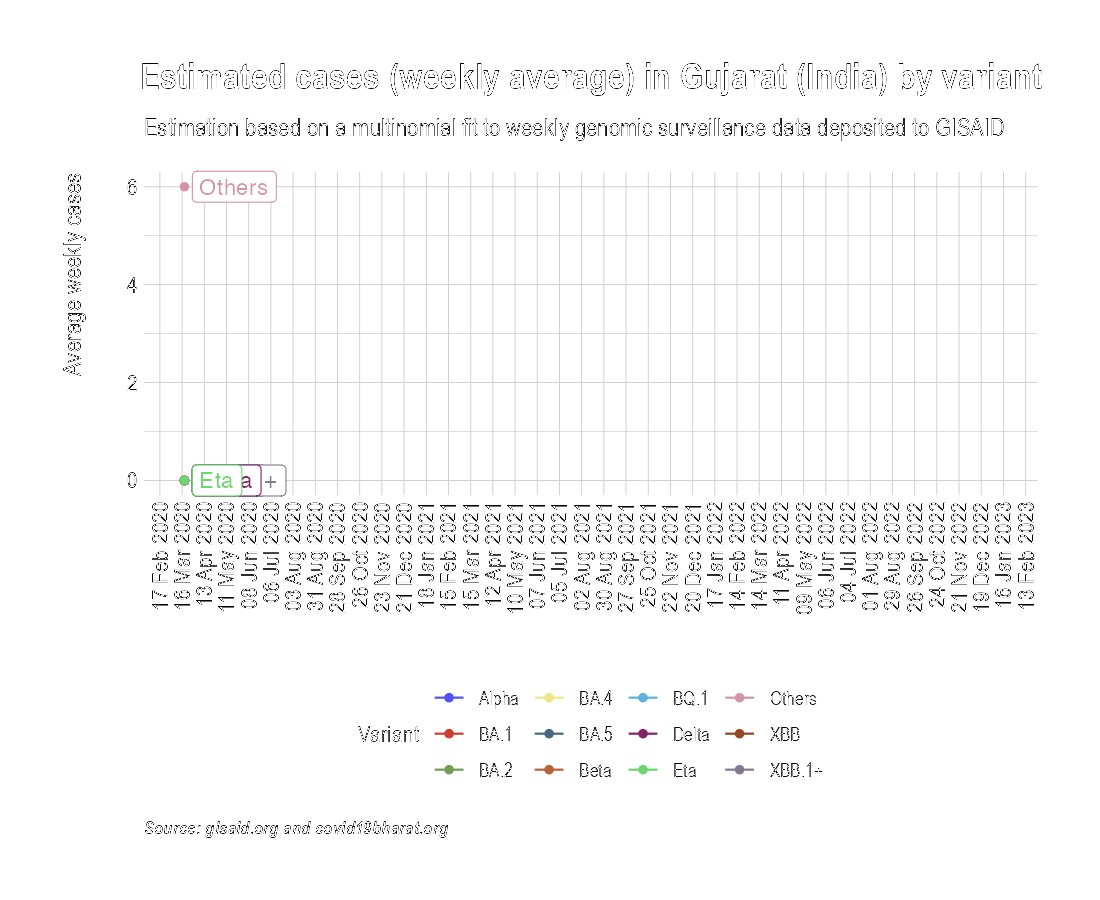 Estimated cases (weekly average) in Gujarat (India) by variant
Estimation based on a multinomial fit to weekly genomic surveillance data deposited to GISAID
Average weekly cases
6
4
2
0
Others
Eta
a
+
17 Feb 2020
16 Mar 2020
13 Apr 2020
11 May 2020
08 Jun 2020
06 Jul 2020
03 Aug 2020
31 Aug 2020
28 Sep 2020
26 Oct 2020
23 Nov 2020
21 Dec 2020
18 Jan 2021
15 Feb 2021
15 Mar 2021
12 Apr 2021
10 May 2021
07 Jun 2021
05 Jul 2021
02 Aug 2021
30 Aug 2021
27 Sep 2021
25 Oct 2021
22 Nov 2021
20 Dec 2021
17 Jan 2022
14 Feb 2022
14 Mar 2022
11 Apr 2022
09 May 2022
06 Jun 2022
04 Jul 2022
01 Aug 2022
29 Aug 2022
26 Sep 2022
24 Oct 2022
21 Nov 2022
19 Dec 2022
16 Jan 2023
13 Feb 2023
Variant
Alpha BA.4 BQ.1 Others
BA.1 BA.5 Delta XBB
BA.2 Beta Eta XBB.1+
Source: gisaid.org and covid19bharat.org